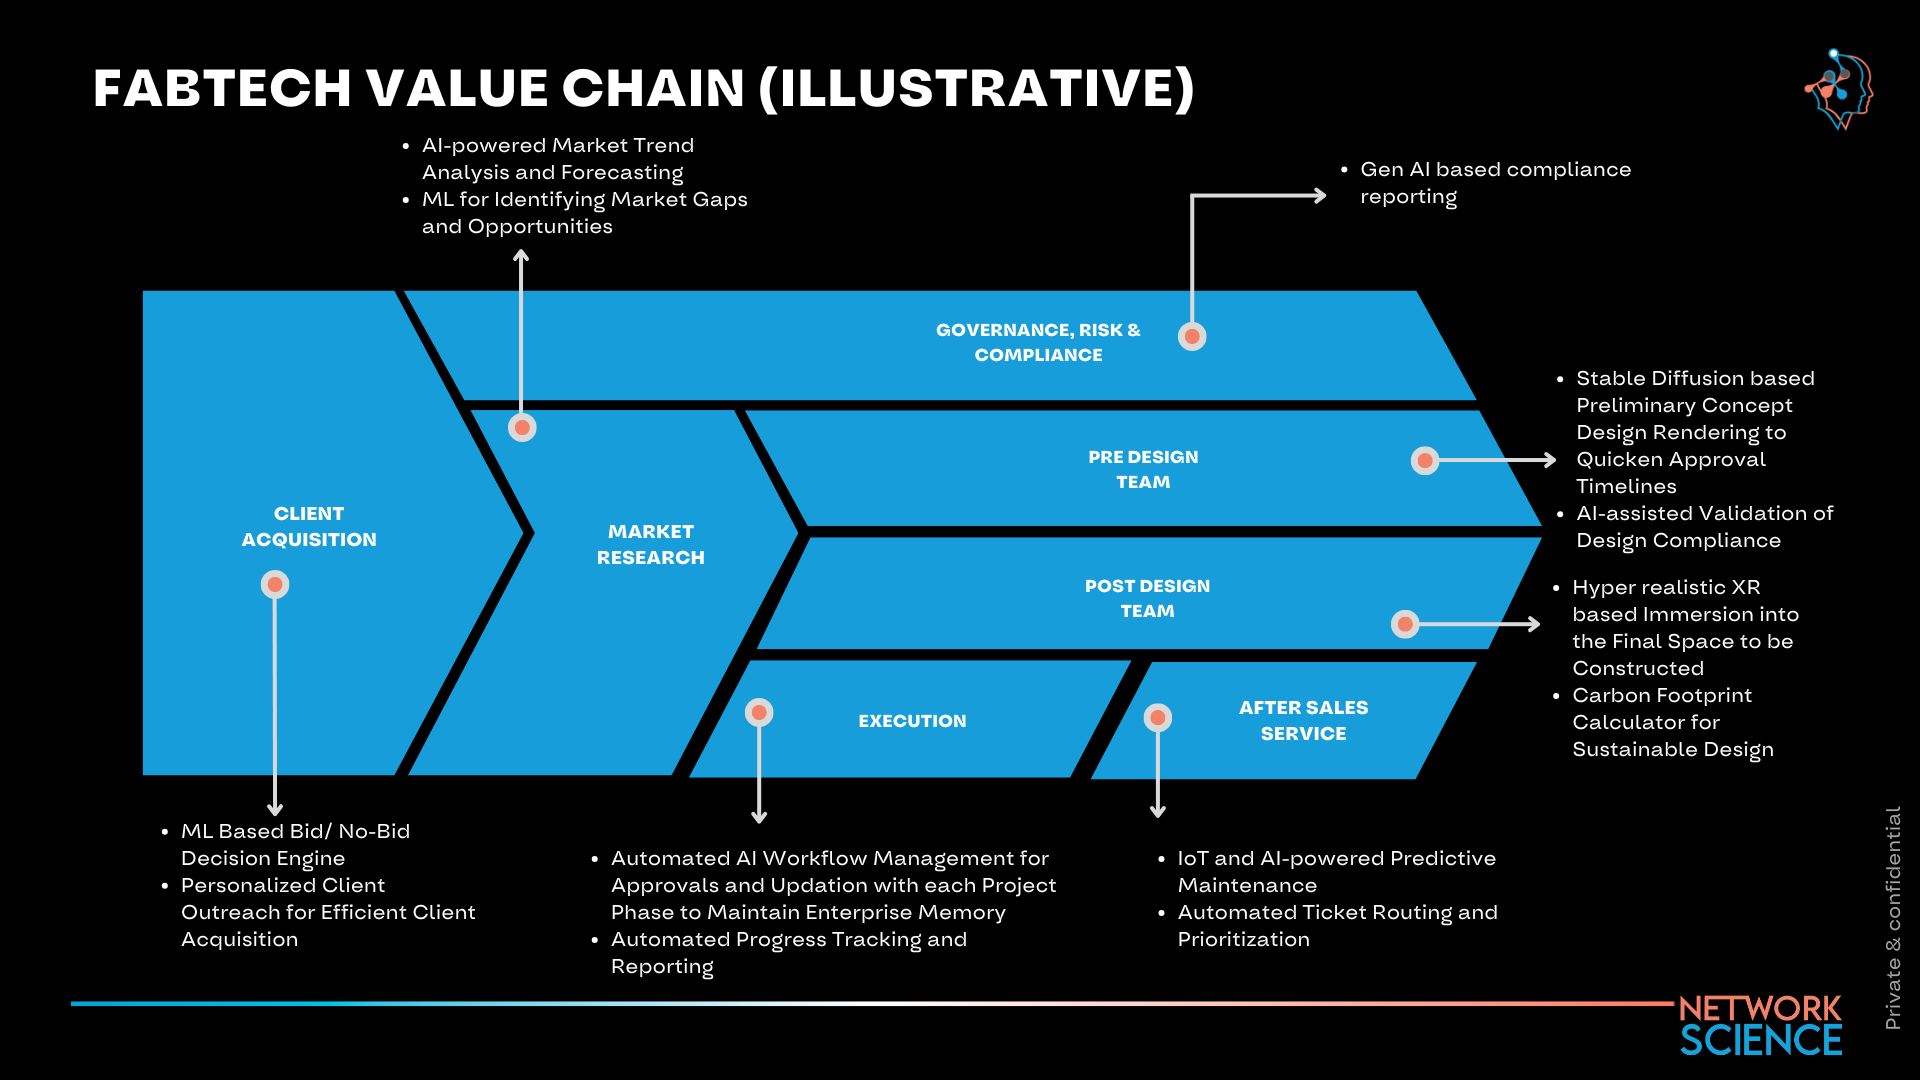 FABTECH VALUE CHAIN (ILLUSTRATIVE)
• AI-powered Market Trend
Analysis and Forecasting
• ML for Identifying Market Gaps
and Opportunities
• Gen AI based compliance
reporting
GOVERNANCE, RISK &
COMPLIANCE
PRE DESIGN
TEAM
• Stable Diffusion based
Preliminary Concept
Design Rendering to
Quicken Approval
Timelines
• AI-assisted Validation of
Design Compliance
CLIENT
ACQUISITION
MARKET
RESEARCH
POST DESIGN
TEAM
• Hyper realistic XR
based Immersion into
the Final Space to be
Constructed
• Carbon Footprint
Calculator for
Sustainable Design
EXECUTION
AFTER SALES
SERVICE
• ML Based Bid/ No-Bid
Decision Engine
• Personalized Client
Outreach for Efficient Client
Acquisition
• Automated AI Workflow Management for
Approvals and Updation with each Project
Phase to Maintain Enterprise Memory
• Automated Progress Tracking and
Reporting
• IoT and AI-powered Predictive
Maintenance
• Automated Ticket Routing and
Prioritization
Private & confidential
NETWORK
SCIENCE